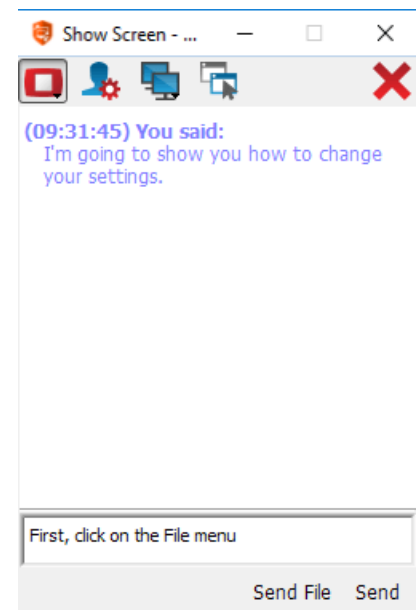 Show Screen - ...
(09:31:45) You said:
I'm going to show you how to change
your settings.
First, click on the File menu
Send File Send